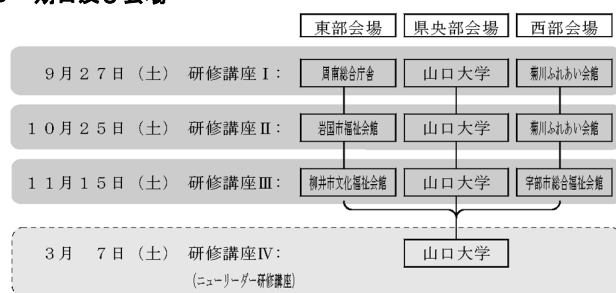 東部会場 県央部会場 西部会場
9月27日（土） 研修講座Ⅰ： 周南総合庁舎 山口大学 菊川ふれあい会館
10月25日（土） 研修講座Ⅱ： 岩国市福祉会館 山口大学 菊川ふれあい会館
11月15日（土） 研修講座Ⅲ： 柳井市文化福祉会館 山口大学 宇部市総合福祉会館
3月 7日（土） 研修講座Ⅳ： 山口大学
（ニューリーダー研修講座）